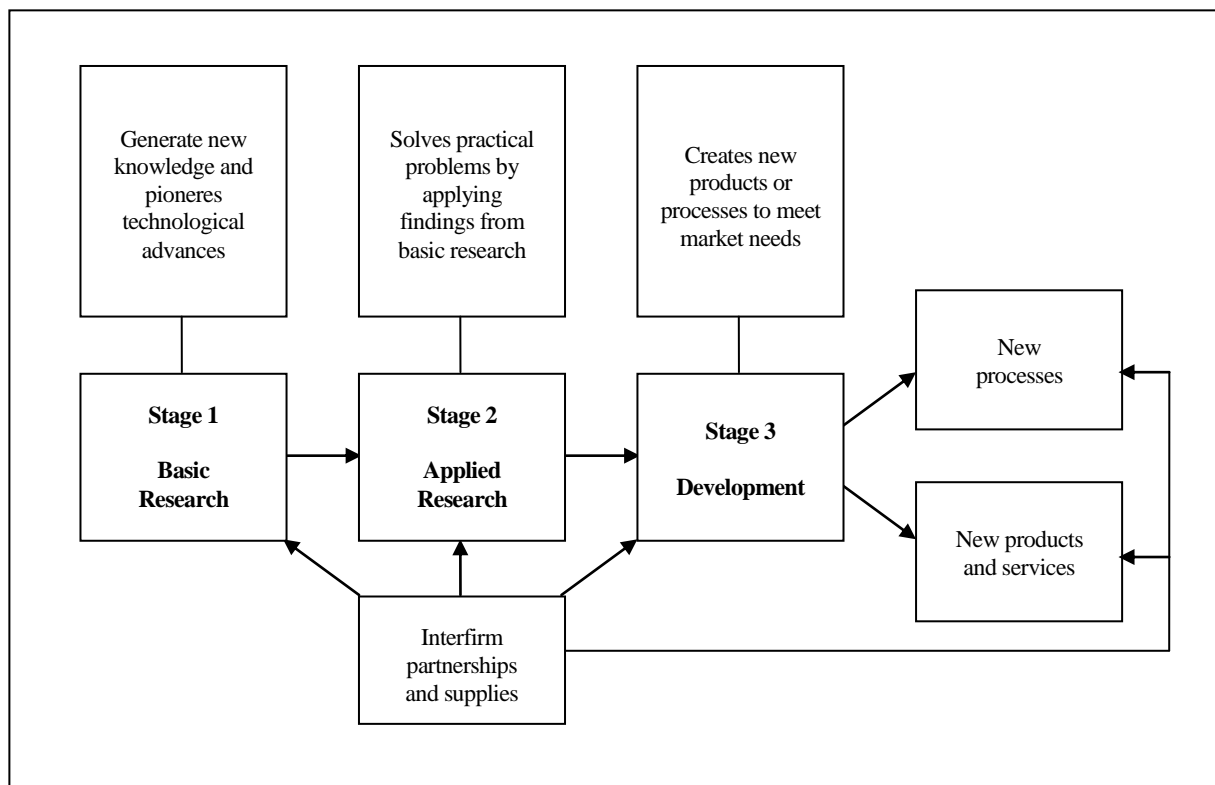 Generate new
knowledge and
pioneres
technological
advances
Solves practical
problems by
applying
findings from
basic research
Creates new
products or
processes to meet
market needs
New
processes
Stage 1
Basic
Research
Stage 2
Applied
Research
Stage 3
Development
New products
and services
Interfirm
partnerships
and supplies